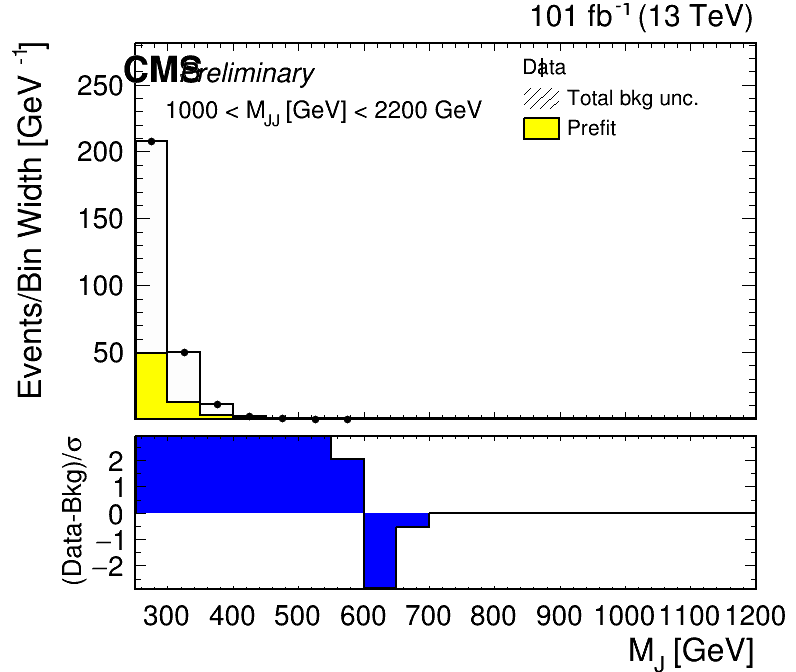 101 fb-1 (13 TeV)
CMS Preliminary
1000 < MJJ [GeV] < 2200 GeV
Data
Total bkg unc.
Prefit
Events/Bin Width [GeV-1]
250
200
150
100
50
(Data-Bkg)/σ
2
1
0
−1
−2
300 400 500 600 700 800 900 1000 1100 1200
MJ [GeV]